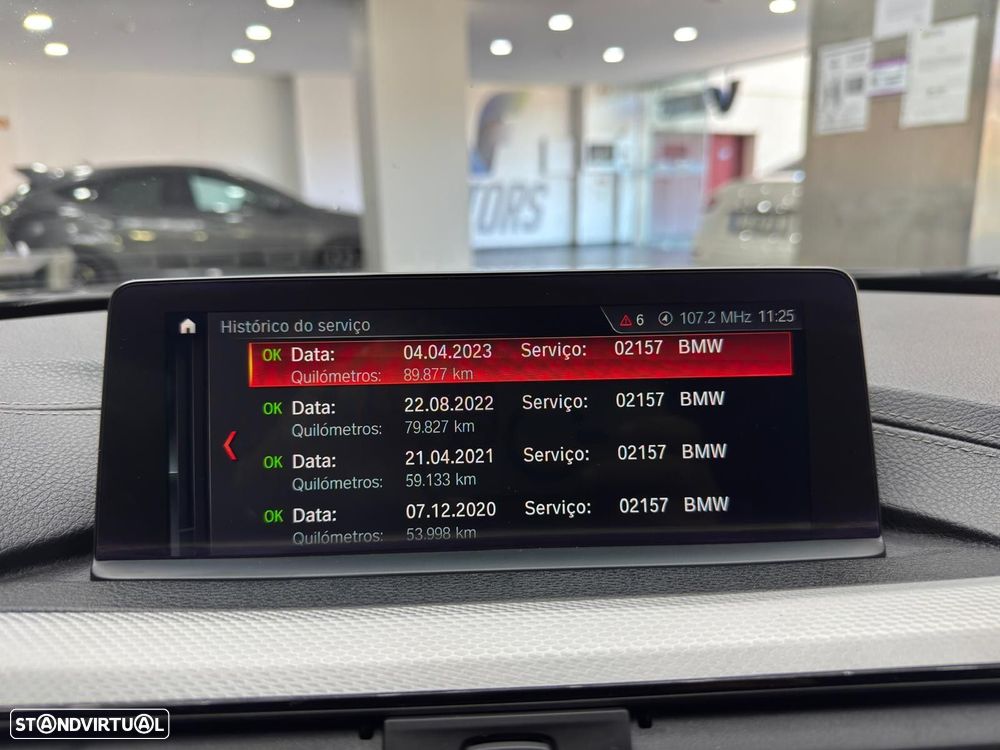 TORS
Histórico do serviço
6 107.2 MHz 11:25
OK Data: 04.04.2023 Serviço: 02157 BMW
Quilómetros: 89.877 km
OK Data: 22.08.2022 Serviço: 02157 BMW
Quilómetros: 79.827 km
OK Data: 21.04.2021 Serviço: 02157 BMW
Quilómetros: 59.133 km
OK Data: 07.12.2020 Serviço: 02157 BMW
Quilómetros: 53.998 km
STANDVIRTUAL